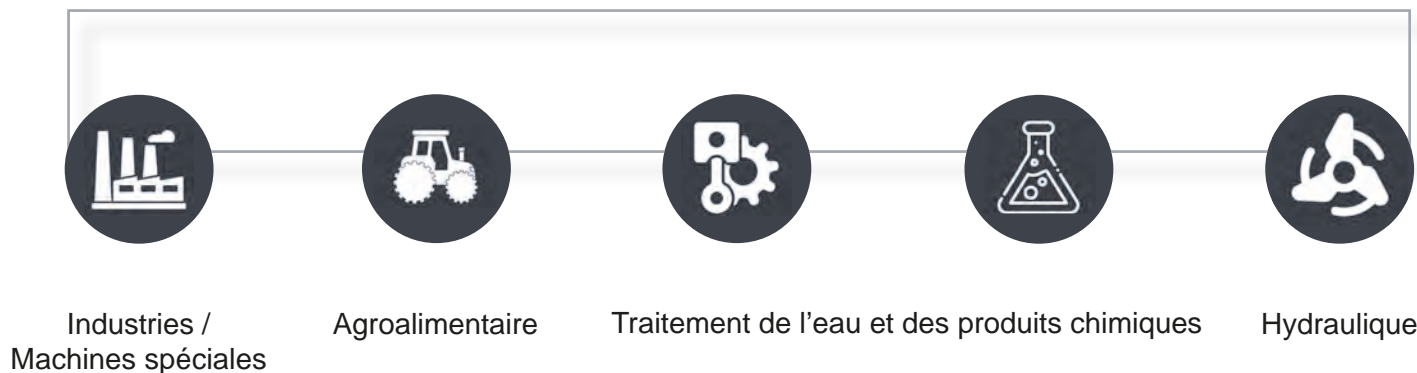 Industries /
Machines spéciales
Agroalimentaire
Traitement de l’eau et des produits chimiques
Hydraulique